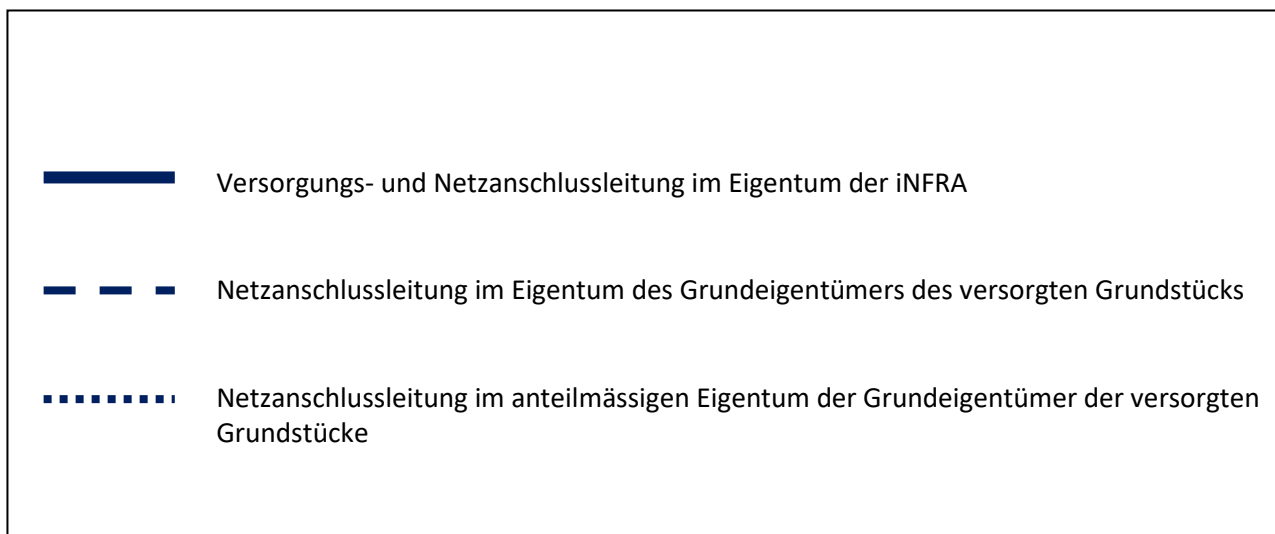 Versorgungs- und Netzanschlussleitung im Eigentum der iNFRA
Netzanschlussleitung im Eigentum des Grundeigentümers des versorgten Grundstücks
Netzanschlussleitung im anteilmässigen Eigentum der Grundeigentümer der versorgten
Grundstücke